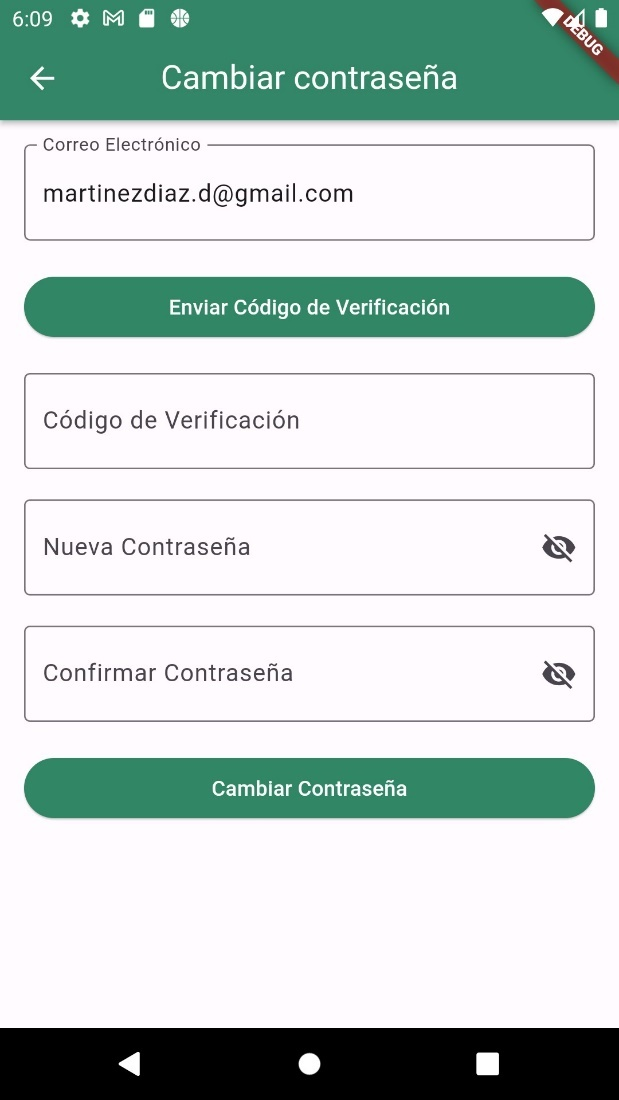 6:09
DEBUG
Cambiar contraseña
Correo Electrónico
martinezdiaz.d@gmail.com
Enviar Código de Verificación
Código de Verificación
Nueva Contraseña
Confirmar Contraseña
Cambiar Contraseña